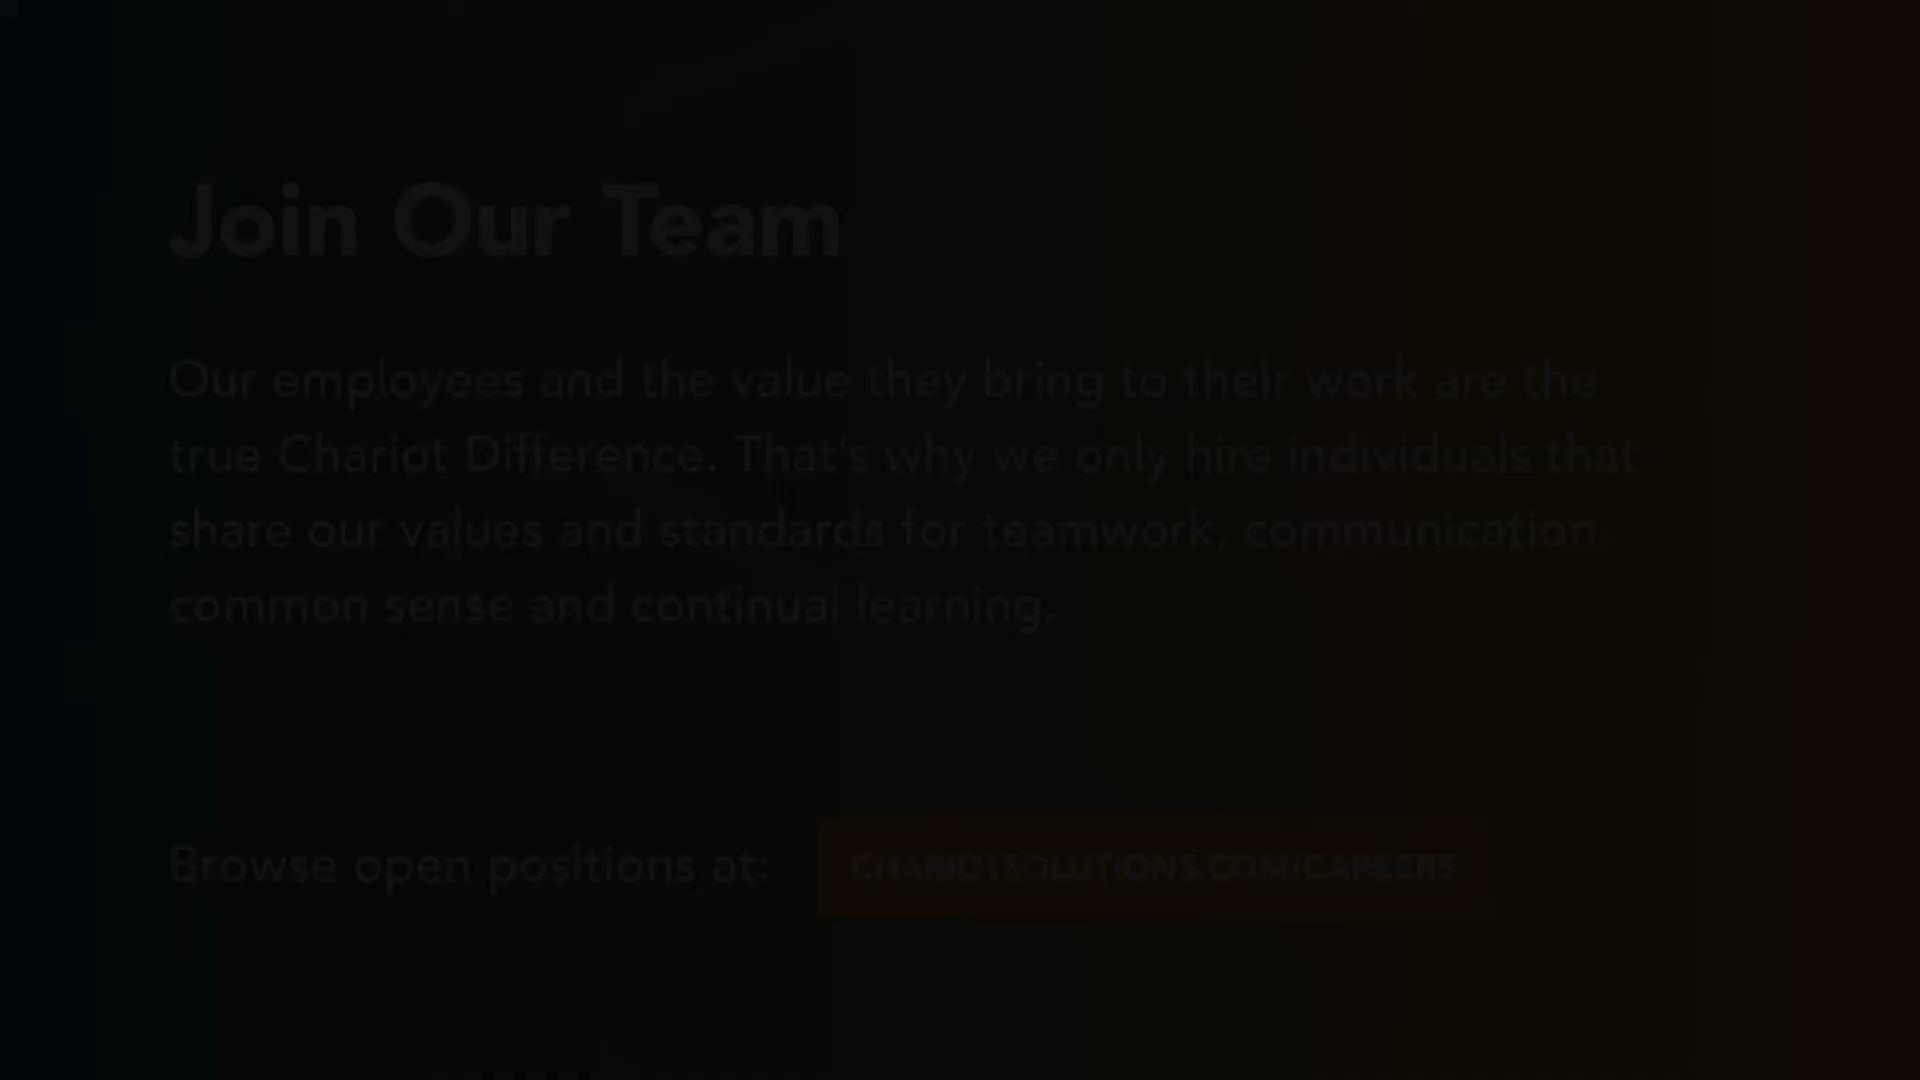 Join Our Team
Our employees and the value they bring to their work are the
true Chariot Difference. That's why we only hire individuals that
share our values and standards for teamwork, communication,
common sense and continual learning.
Browse open positions at:
CHARIOTSOLUTIONS.COM/CAREERS